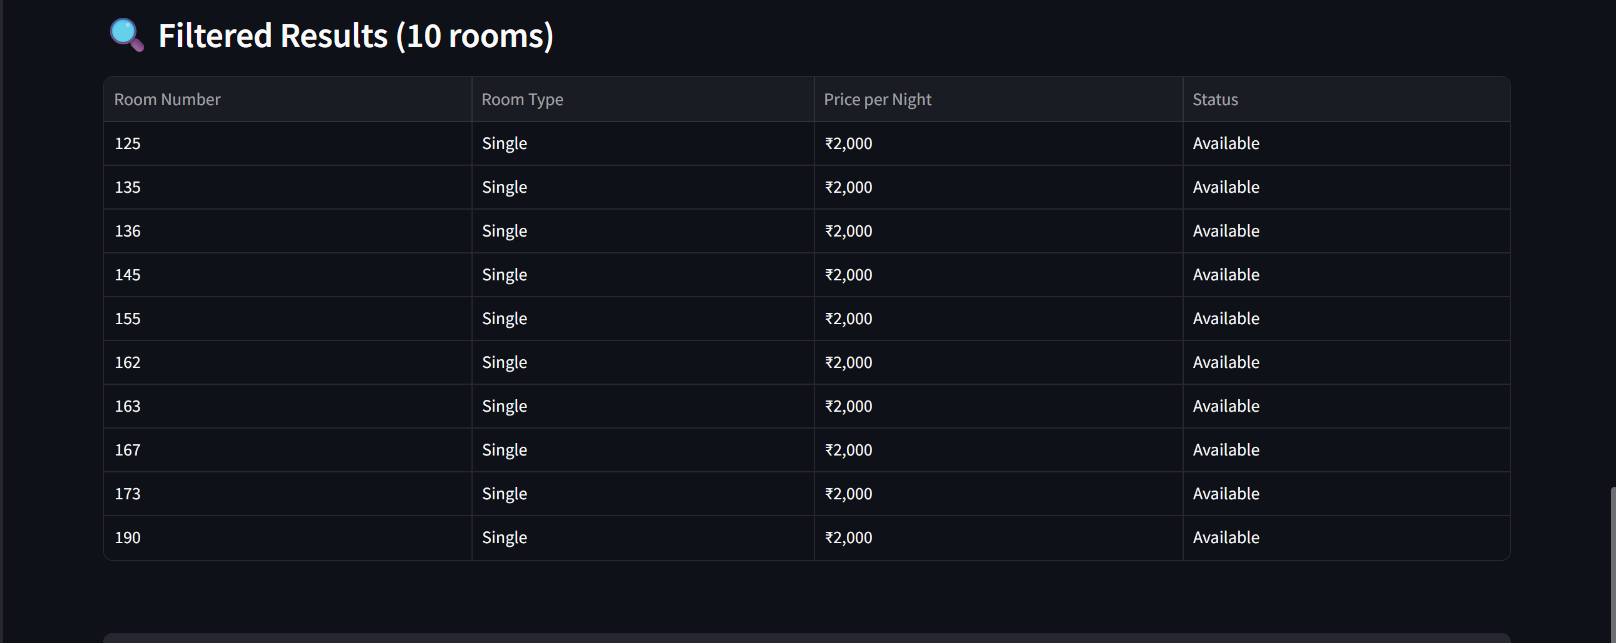 Filtered Results (10 rooms)
Room Number Room Type Price per Night Status
125 Single ₹2,000 Available
135 Single ₹2,000 Available
136 Single ₹2,000 Available
145 Single ₹2,000 Available
155 Single ₹2,000 Available
162 Single ₹2,000 Available
163 Single ₹2,000 Available
167 Single ₹2,000 Available
173 Single ₹2,000 Available
190 Single ₹2,000 Available